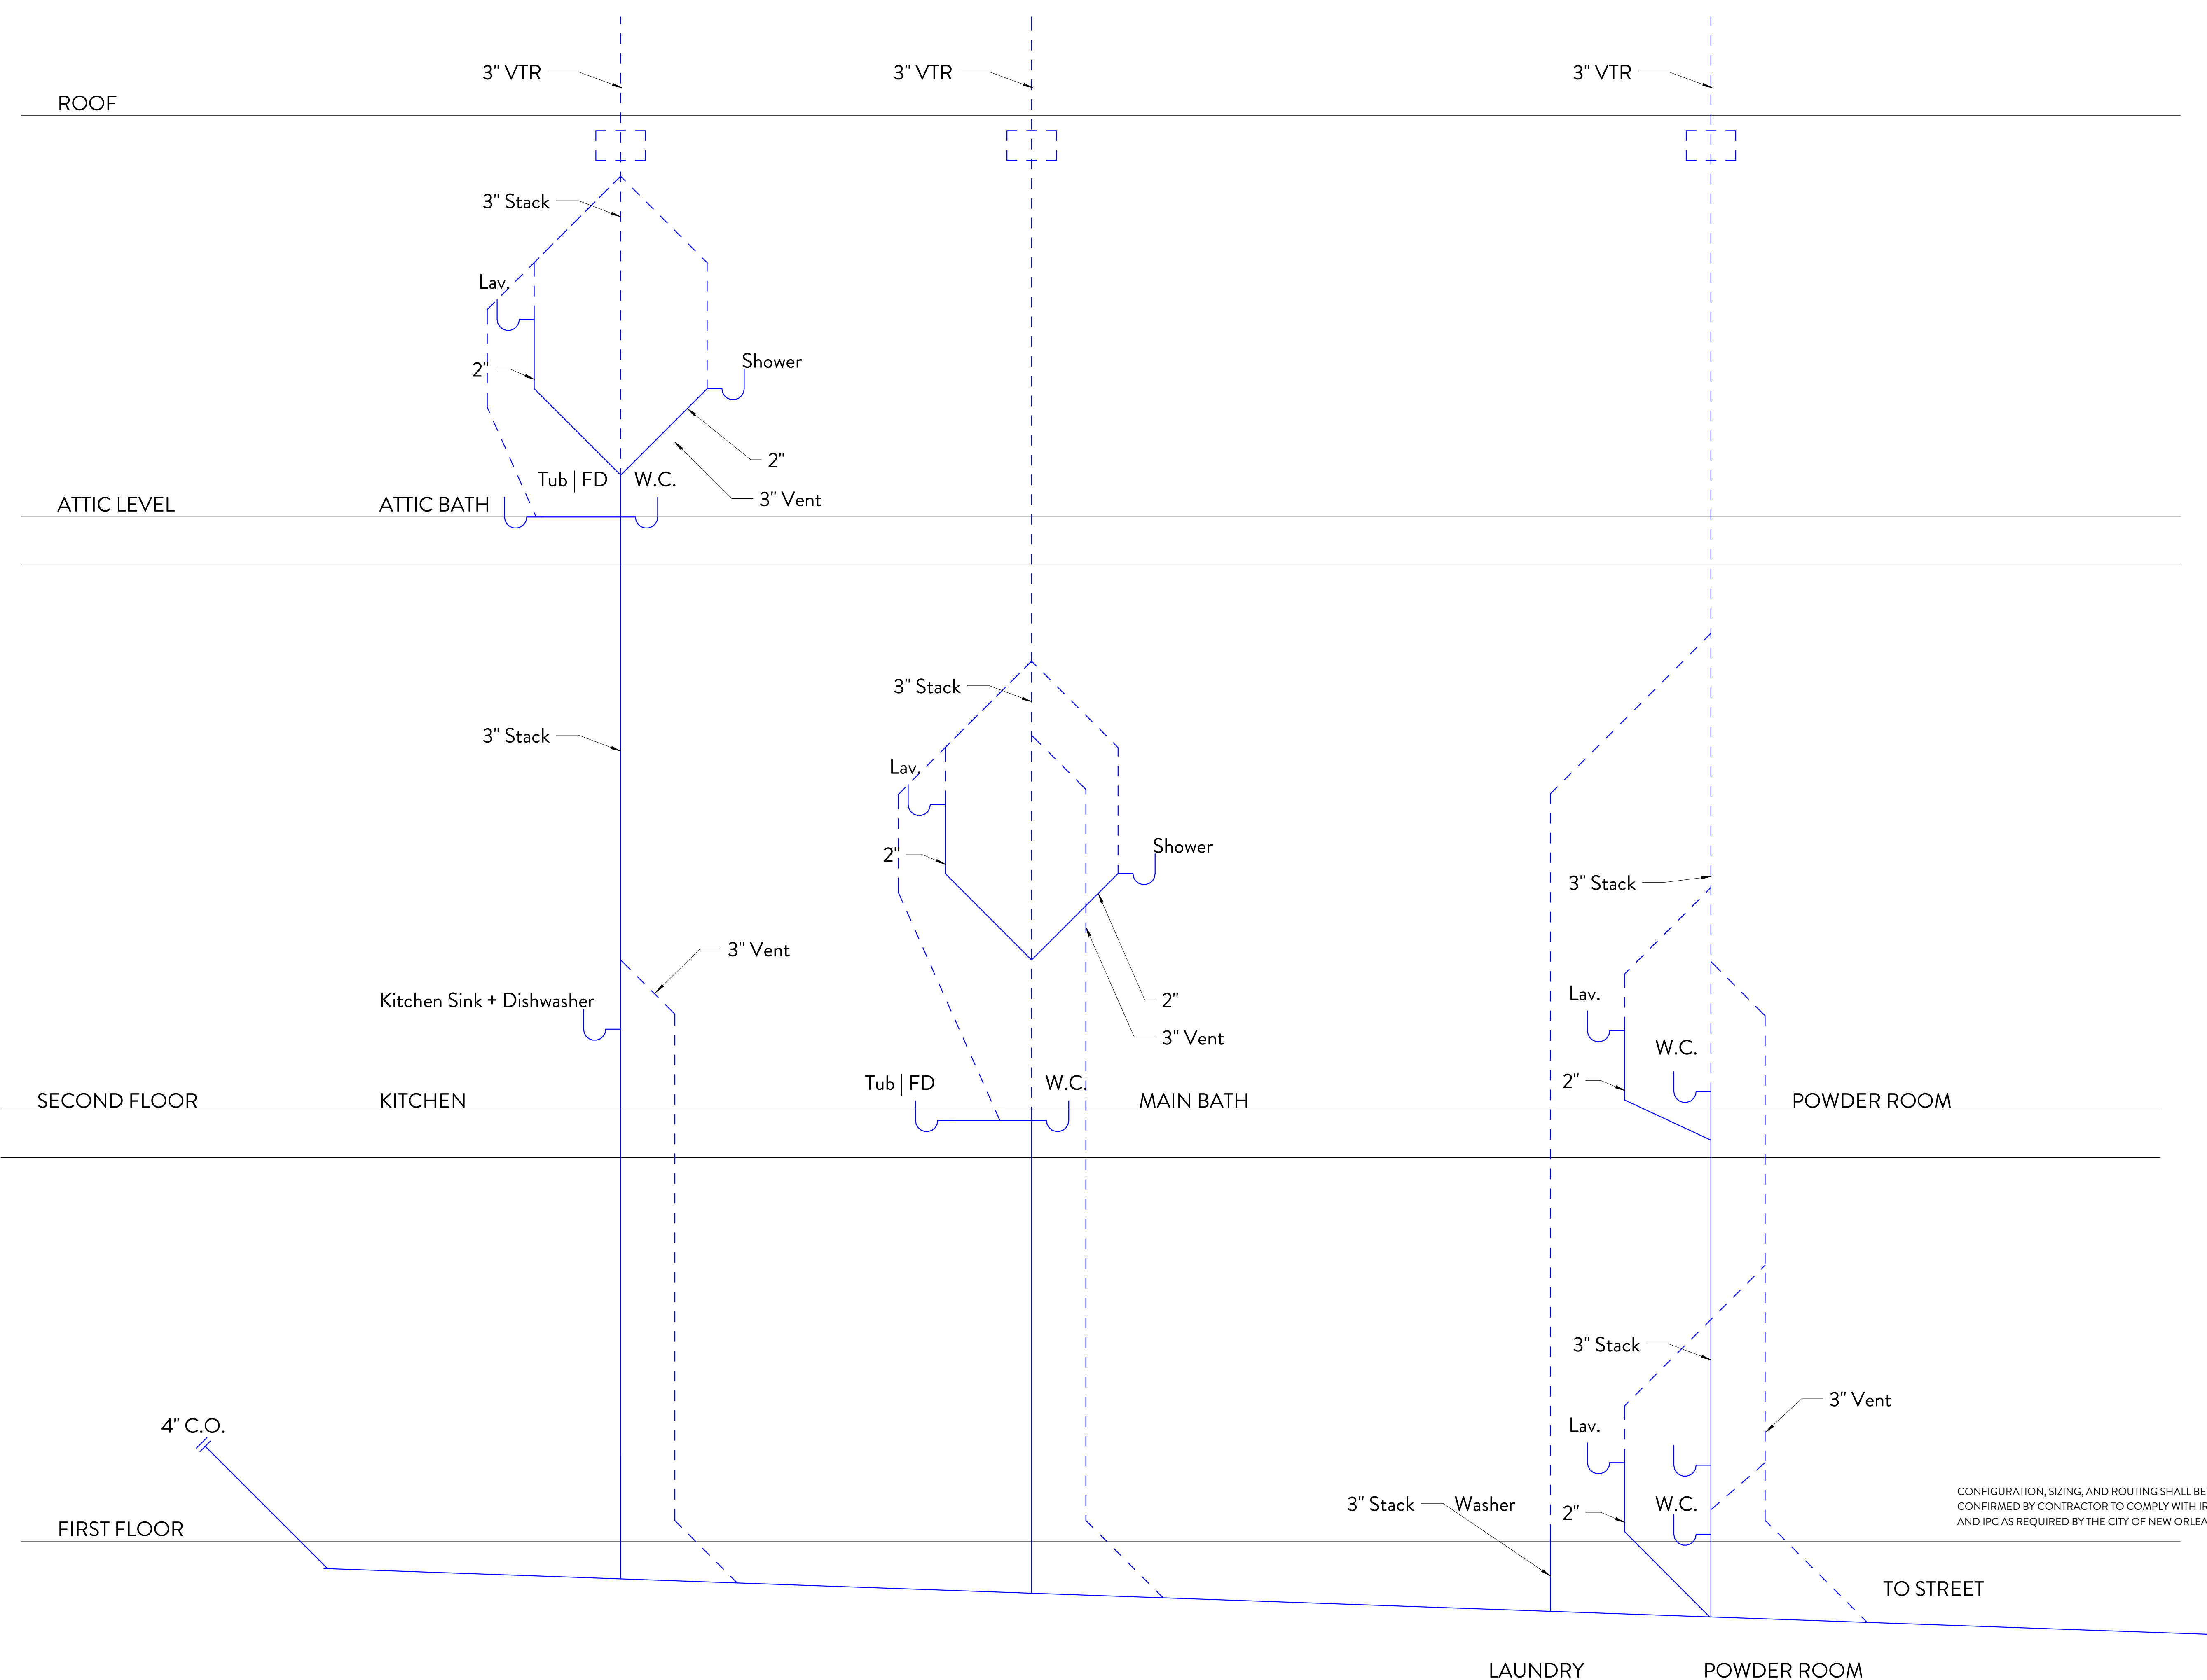 3" VTR
3" VTR
3" VTR
ROOF
3" Stack
Lav.
2"
Shower
2"
Tub | FD
W.C.
3" Vent
ATTIC LEVEL
ATTIC BATH
3" Stack
3" Stack
Lav.
2"
Shower
3" Stack
3" Vent
Kitchen Sink + Dishwasher
2"
Lav.
3" Vent
W.C.
Tub | FD
W.C.
2"
SECOND FLOOR
KITCHEN
MAIN BATH
POWDER ROOM
3" Stack
3" Vent
4" C.O.
Lav.
3" Stack
Washer
2"
W.C.
CONFIGURATION, SIZING, AND ROUTING SHALL BE
CONFIRMED BY CONTRACTOR TO COMPLY WITH IR
AND IPC AS REQUIRED BY THE CITY OF NEW ORLEA
FIRST FLOOR
TO STREET
LAUNDRY
POWDER ROOM